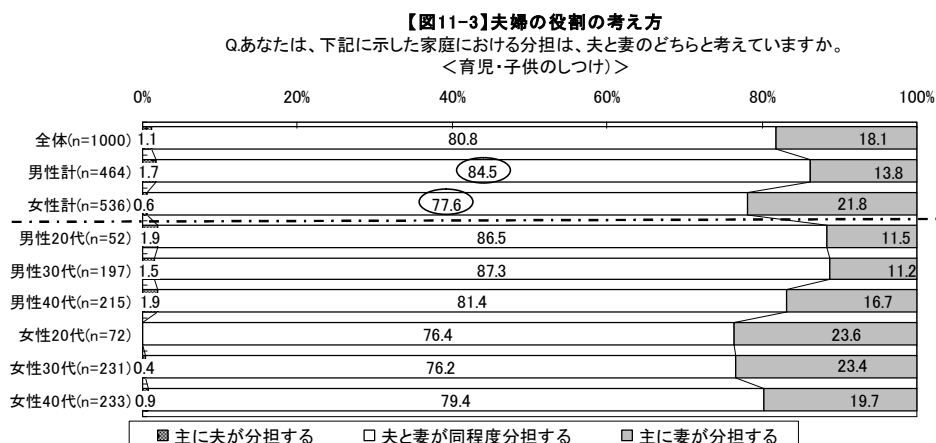 【図11-3】夫婦の役割の考え方
Q.あなたは、下記に示した家庭における分担は、夫と妻のどちらと考えていますか。
＜育児・子供のしつけ)＞
0% 20% 40% 60% 80% 100%
全体(n=1000) 1.1 80.8 18.1
男性計(n=464) 1.7 84.5 13.8
女性計(n=536) 0.6 77.6 21.8
男性20代(n=52) 1.9 86.5 11.5
男性30代(n=197) 1.5 87.3 11.2
男性40代(n=215) 1.9 81.4 16.7
女性20代(n=72) 76.4 23.6
女性30代(n=231) 0.4 76.2 23.4
女性40代(n=233) 0.9 79.4 19.7
主に夫が分担する 夫と妻が同程度分担する 主に妻が分担する